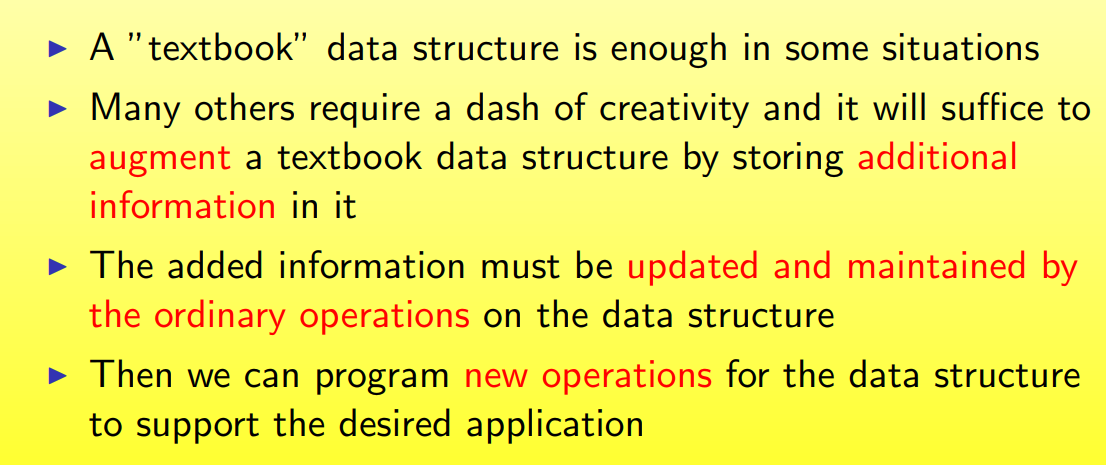 A "textbook" data structure is enough in some situations
Many others require a dash of creativity and it will suffice to
augment a textbook data structure by storing additional
information in it
The added information must be updated and maintained by
the ordinary operations on the data structure
Then we can program new operations for the data structure
to support the desired application